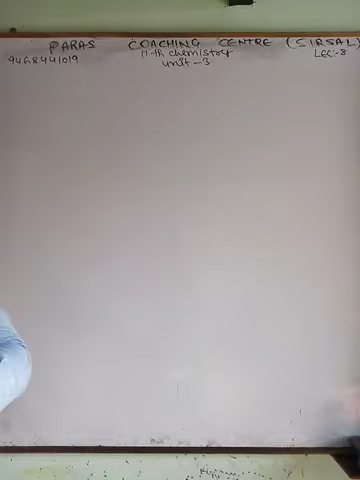 PARAS COACHING CENTRE (SIRSAL)
9468441019 11-th chemistry LEC:-8
unit-3.